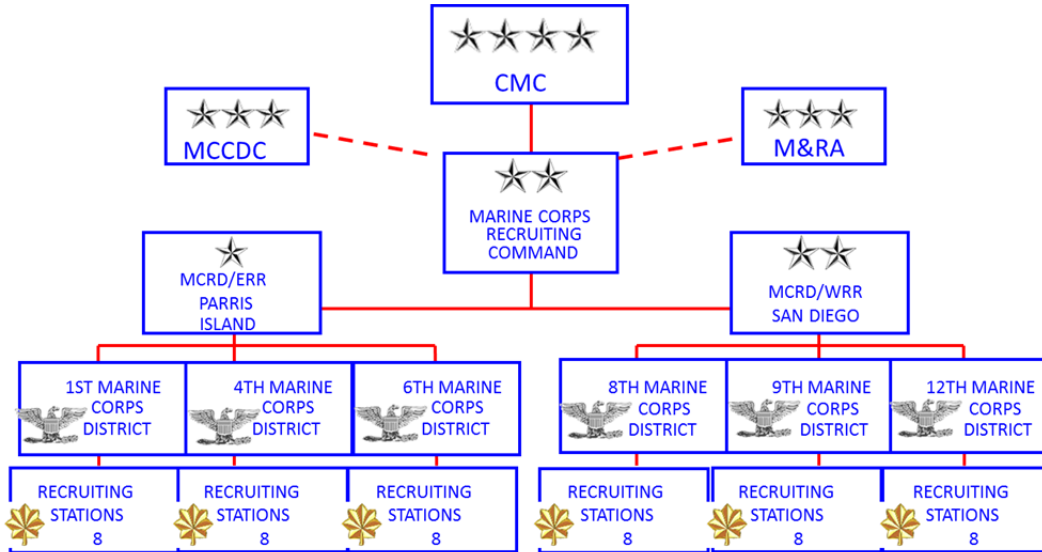 CMC
MCCDC
M&RA
MARINE CORPS
RECRUITING
COMMAND
MCRD/ERR
PARRIS
ISLAND
MCRD/WRR
SAN DIEGO
1ST MARINE
CORPS
DISTRICT
4TH MARINE
CORPS
DISTRICT
6TH MARINE
CORPS
DISTRICT
8TH MARINE
CORPS
DISTRICT
9TH MARINE
CORPS
DISTRICT
12TH MARINE
CORPS
DISTRICT
RECRUITING
STATIONS
8
RECRUITING
STATIONS
8
RECRUITING
STATIONS
8
RECRUITING
STATIONS
8
RECRUITING
STATIONS
8
RECRUITING
STATIONS
8